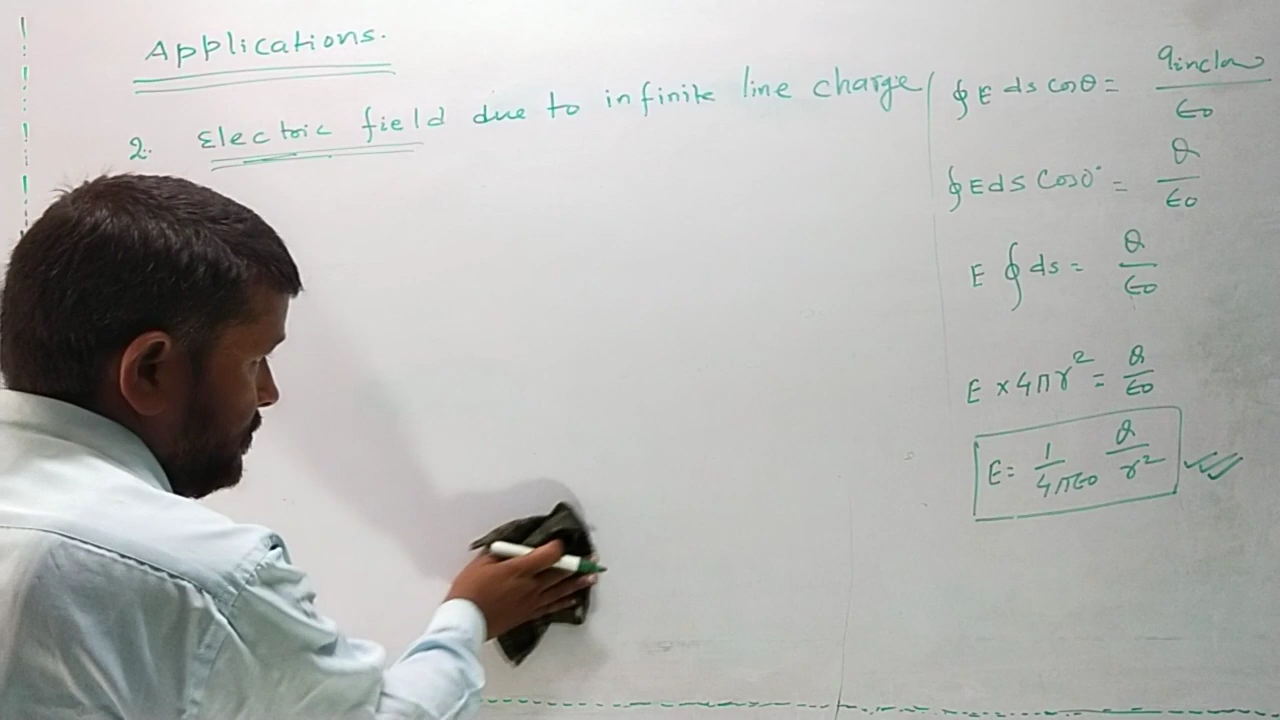 Applications.
2. Electric field due to infinite line charge
∮ E ds cosθ = qinclo / ϵ0
∮ E ds Cos0° = Q / ϵ0
E ∮ ds = Q / ϵ0
E × 4πr² = Q / ϵ0
E = 1 / 4πϵ0 Q / r²